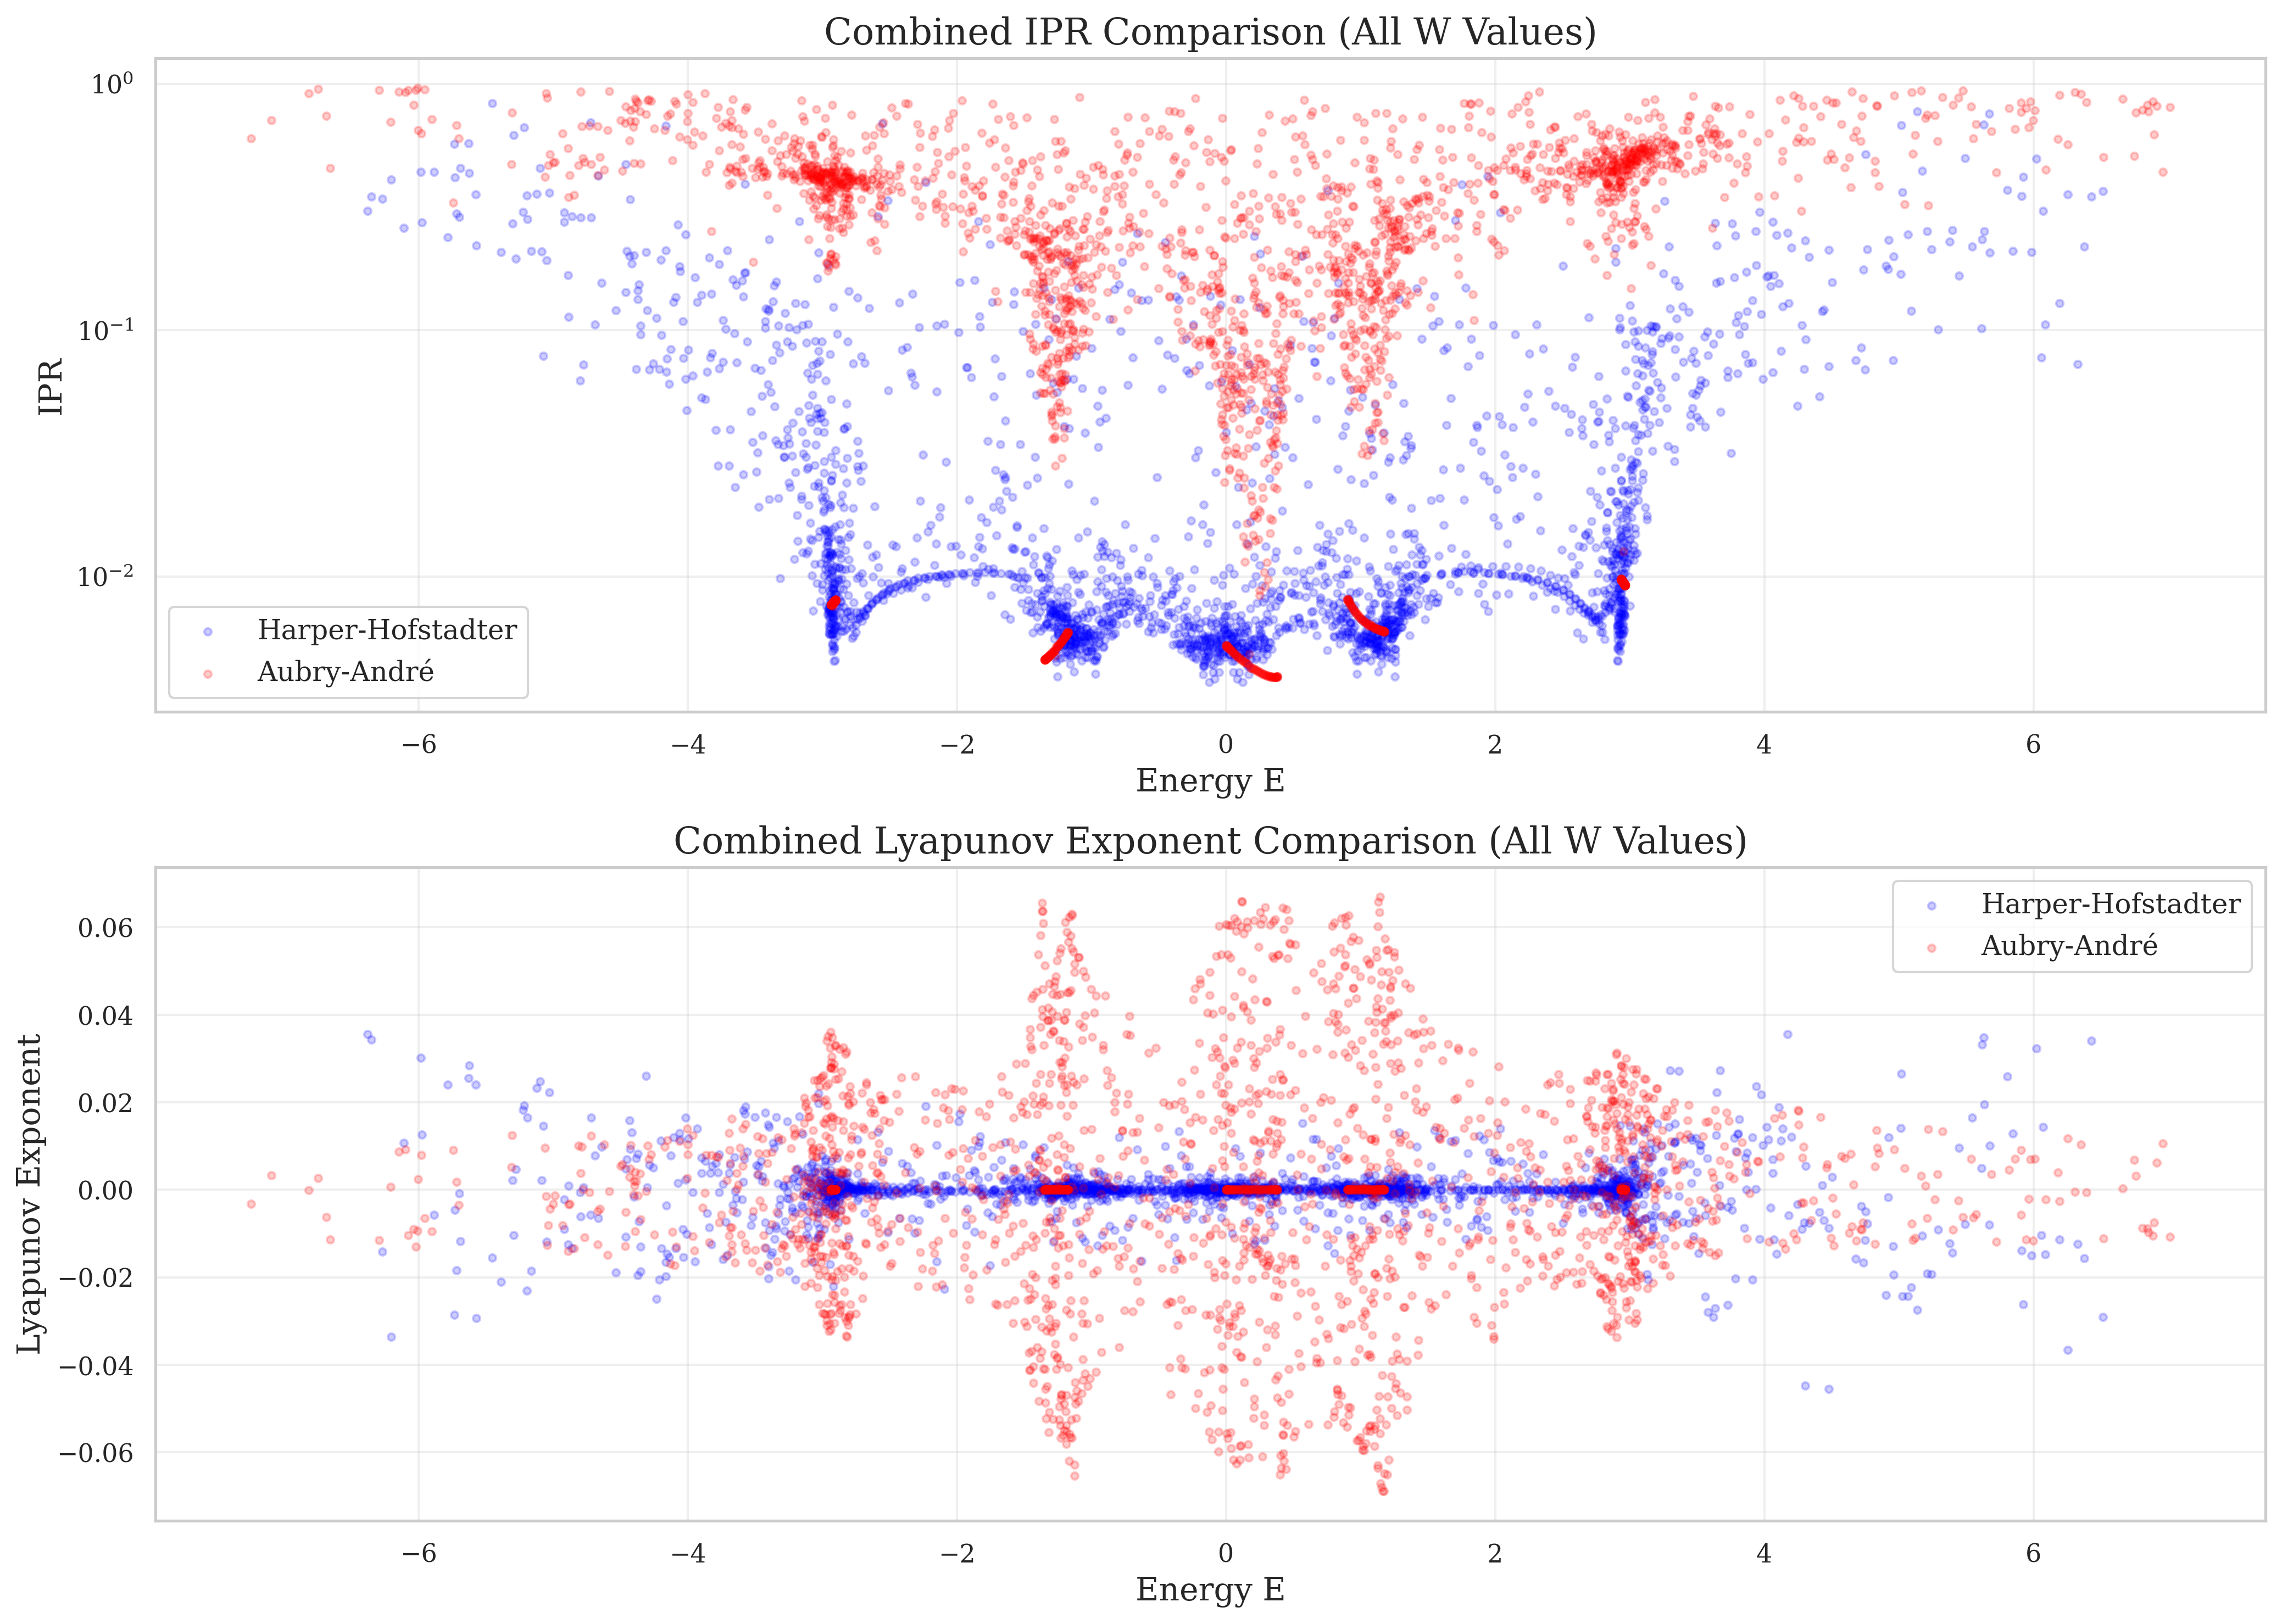 Combined IPR Comparison (All W Values)
10⁰
10⁻¹
10⁻²
IPR
Harper-Hofstadter
Aubry-André
−6 −4 −2 0 2 4 6
Energy E
Combined Lyapunov Exponent Comparison (All W Values)
0.06
0.04
0.02
0.00
−0.02
−0.04
−0.06
Lyapunov Exponent
Harper-Hofstadter
Aubry-André
−6 −4 −2 0 2 4 6
Energy E